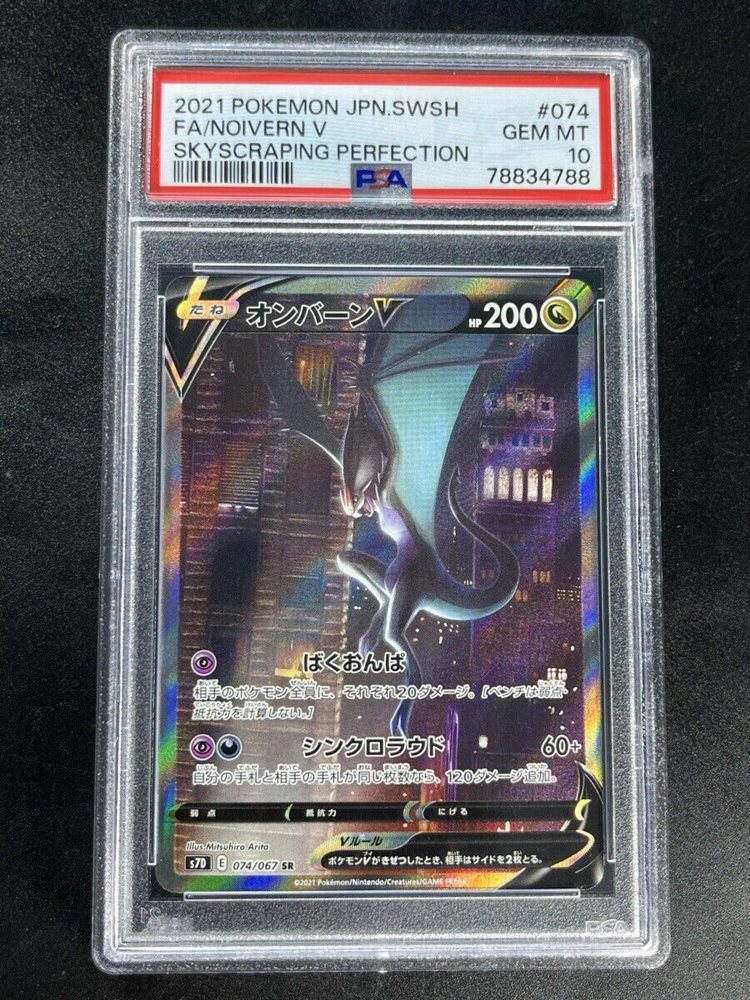 2021 POKEMON JPN.SWSH #074
FA/NOIVERN V GEM MT
SKYSCRAPING PERFECTION 10
PSA 78834788
たね オンバーンV HP 200
ばくおんぱ
相手のポケモン全員に、それぞれ20ダメージ。[ベンチは弱点・
抵抗力を計算しない。]
シンクロラウド 60+
自分の手札と相手の手札が同じ枚数なら、120ダメージ追加。
弱点 抵抗力 にげる
Illus. Mitsuhiro Arita
Vルール
ポケモンVがきぜつしたとき、相手はサイドを2枚とる。
s7D E 074/067 SR
©2021 Pokémon/Nintendo/Creatures/GAME FREAK.
PSA